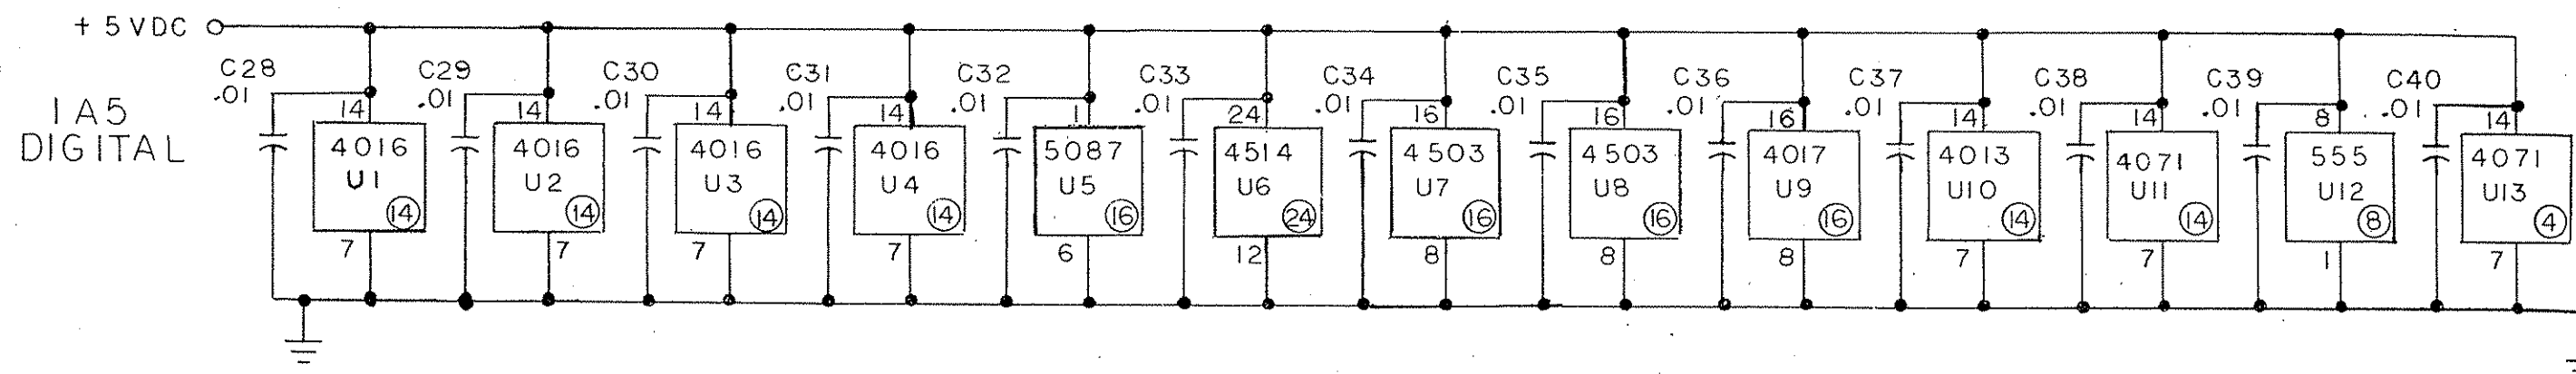 + 5 VDC
1A5
DIGITAL
C28
.01
14
4016
U1
14
7
C29
.01
14
4016
U2
14
7
C30
.01
14
4016
U3
14
7
C31
.01
14
4016
U4
14
7
C32
.01
1
5087
U5
16
6
C33
.01
24
4514
U6
24
12
C34
.01
16
4503
U7
16
8
C35
.01
16
4503
U8
16
8
C36
.01
16
4017
U9
16
8
C37
.01
14
4013
U10
14
7
C38
.01
14
4071
U11
14
7
C39
.01
8
555
U12
8
1
C40
.01
14
4071
U13
4
7